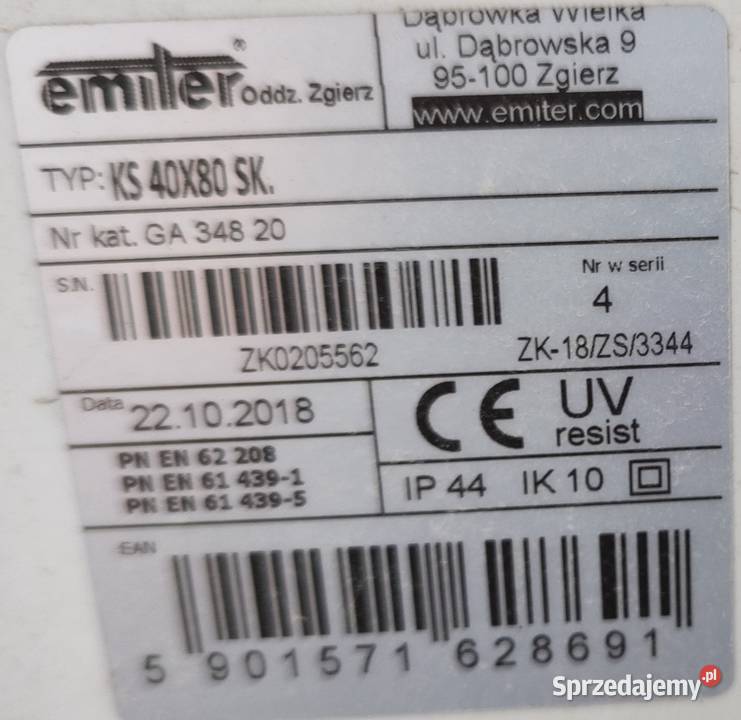 emiter® Oddz. Zgierz
Dąbrówka Wielka
ul. Dąbrowska 9
95-100 Zgierz
www.emiter.com
TYP: KS 40X80 SK.
Nr kat. GA 348 20
S.N.
ZK0205562
Nr w serii
4
ZK-18/ZS/3344
Data 22.10.2018
PN EN 62 208
PN EN 61 439-1
PN EN 61 439-5
CE UV
resist
IP 44 IK 10
EAN
5 901571 628691
Sprzedajemy.pl